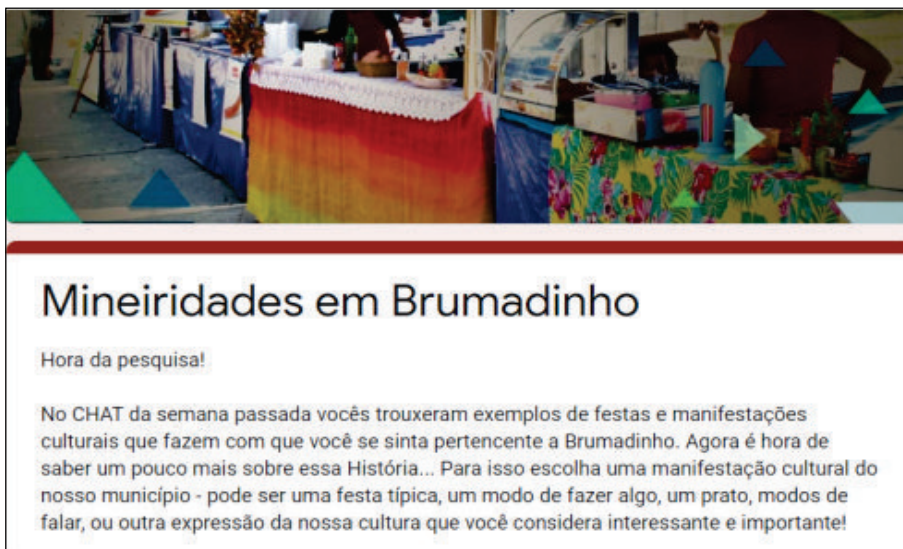 Mineiridades em Brumadinho
Hora da pesquisa!
No CHAT da semana passada vocês trouxeram exemplos de festas e manifestações
culturais que fazem com que você se sinta pertencente a Brumadinho. Agora é hora de
saber um pouco mais sobre essa História... Para isso escolha uma manifestação cultural do
nosso município - pode ser uma festa típica, um modo de fazer algo, um prato, modos de
falar, ou outra expressão da nossa cultura que você considera interessante e importante!